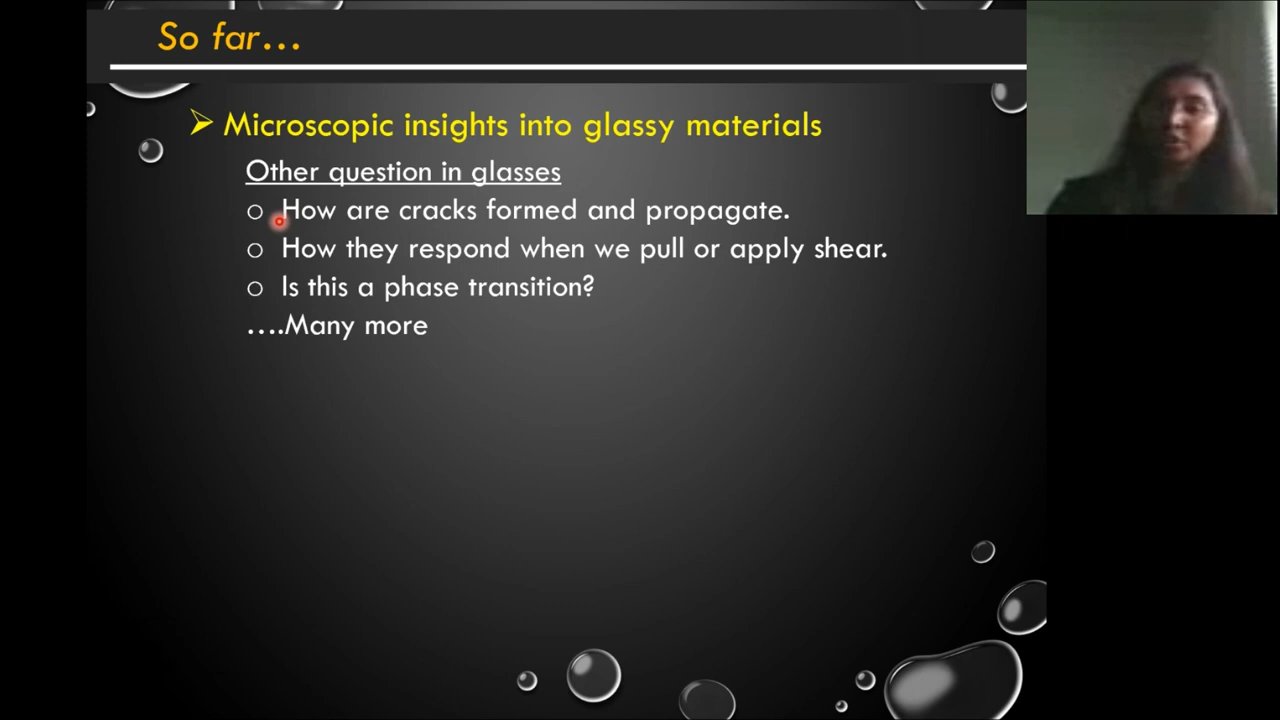 So far...
Microscopic insights into glassy materials
Other question in glasses
o How are cracks formed and propagate.
o How they respond when we pull or apply shear.
o Is this a phase transition?
....Many more